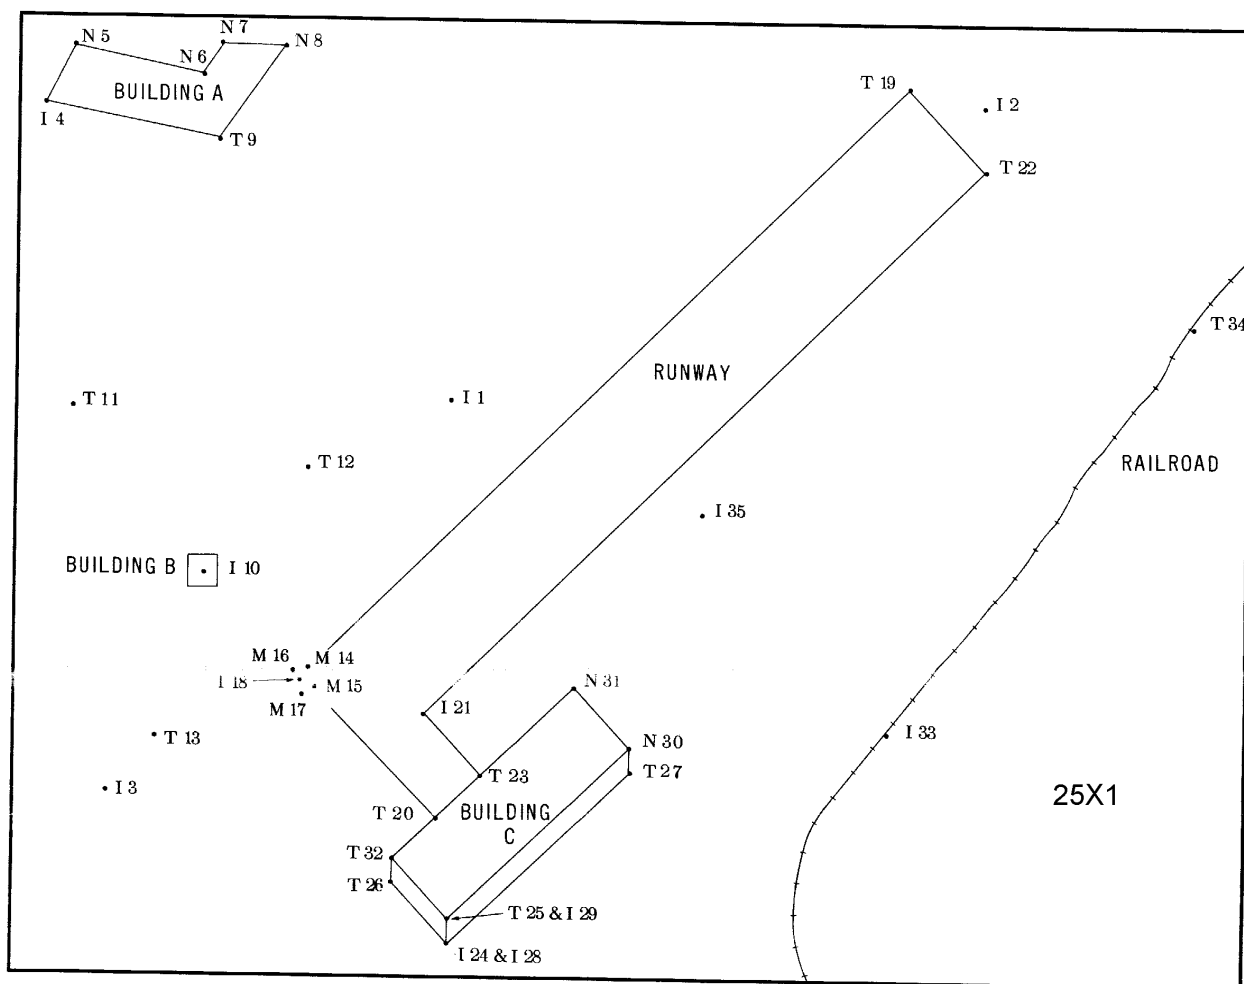 N 5
N 7
N 8
N 6
BUILDING A
I 4
T 9
T 19
I 2
T 22
T 34
RUNWAY
T 11
I 1
T 12
RAILROAD
I 35
BUILDING B
I 10
M 16
M 14
I 18
M 15
M 17
N 31
I 21
T 13
N 30
I 33
T 27
T 23
I 3
25X1
T 20
BUILDING
C
T 32
T 26
T 25 & I 29
I 24 & I 28